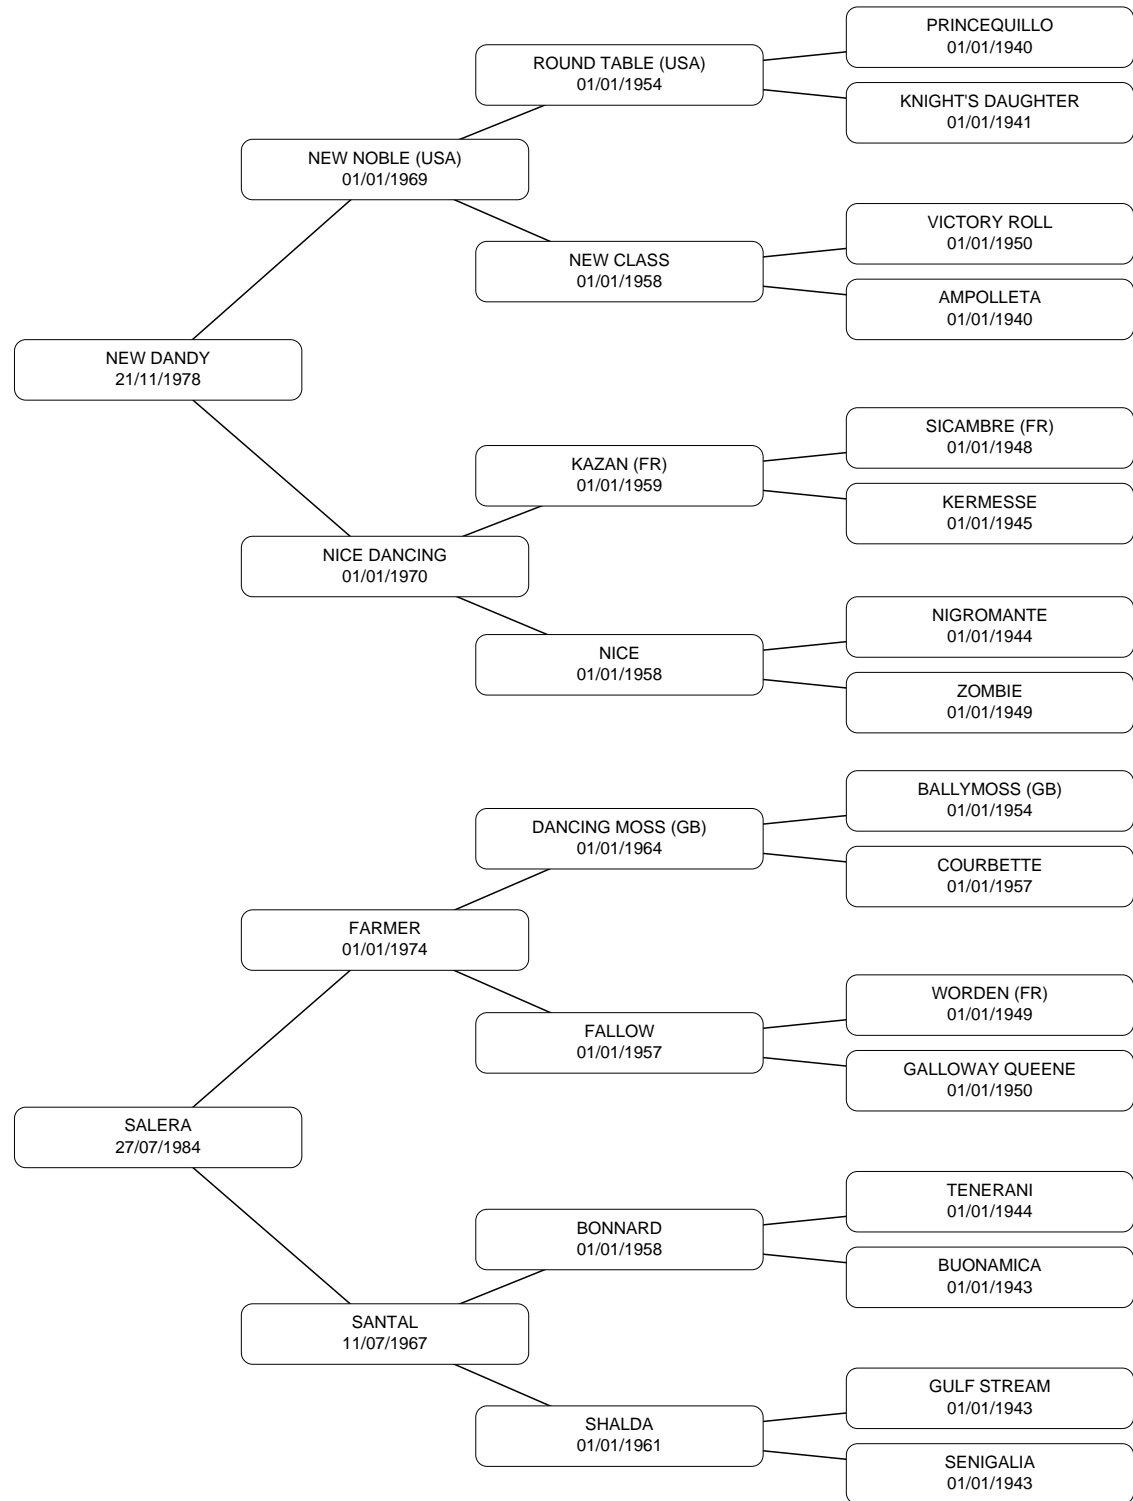 PRINCEQUILLO
01/01/1940
ROUND TABLE (USA)
01/01/1954
KNIGHT'S DAUGHTER
01/01/1941
NEW NOBLE (USA)
01/01/1969
VICTORY ROLL
01/01/1950
NEW CLASS
01/01/1958
AMPOLLETA
01/01/1940
NEW DANDY
21/11/1978
SICAMBRE (FR)
01/01/1948
KAZAN (FR)
01/01/1959
KERMESSE
01/01/1945
NICE DANCING
01/01/1970
NIGROMANTE
01/01/1944
NICE
01/01/1958
ZOMBIE
01/01/1949
BALLYMOSS (GB)
01/01/1954
DANCING MOSS (GB)
01/01/1964
COURBETTE
01/01/1957
FARMER
01/01/1974
WORDEN (FR)
01/01/1949
FALLOW
01/01/1957
GALLOWAY QUEENE
01/01/1950
SALERA
27/07/1984
TENERANI
01/01/1944
BONNARD
01/01/1958
BUONAMICA
01/01/1943
SANTAL
11/07/1967
GULF STREAM
01/01/1943
SHALDA
01/01/1961
SENIGALIA
01/01/1943